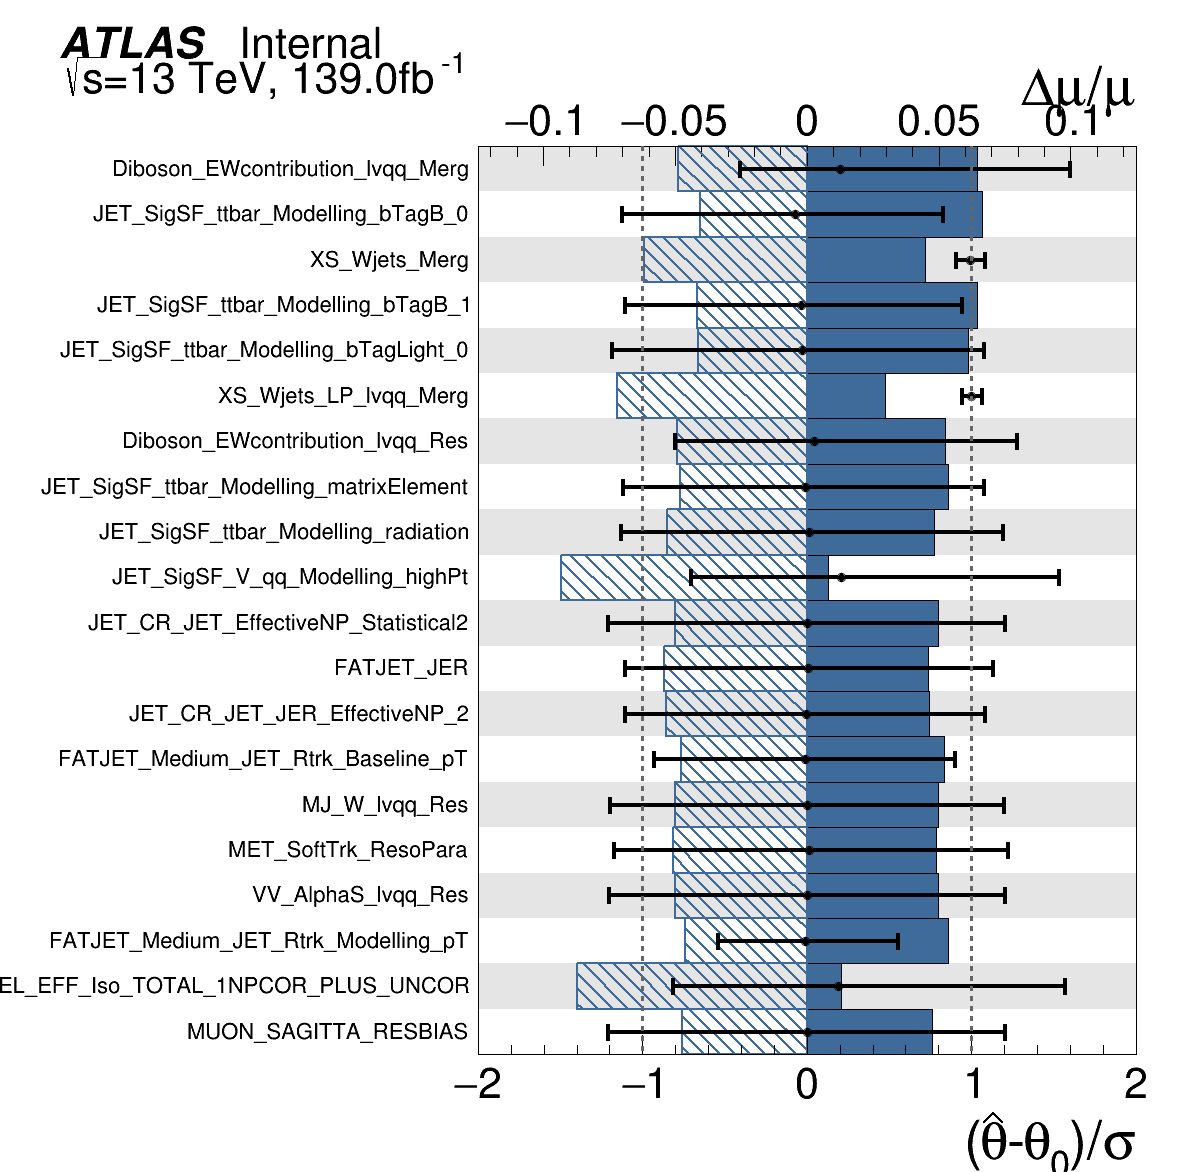 ATLAS Internal
√s=13 TeV, 139.0fb⁻¹
Δμ/μ
−0.1 −0.05 0 0.05 0.1
Diboson_EWcontribution_lvqq_Merg
JET_SigSF_ttbar_Modelling_bTagB_0
XS_Wjets_Merg
JET_SigSF_ttbar_Modelling_bTagB_1
JET_SigSF_ttbar_Modelling_bTagLight_0
XS_Wjets_LP_lvqq_Merg
Diboson_EWcontribution_lvqq_Res
JET_SigSF_ttbar_Modelling_matrixElement
JET_SigSF_ttbar_Modelling_radiation
JET_SigSF_V_qq_Modelling_highPt
JET_CR_JET_EffectiveNP_Statistical2
FATJET_JER
JET_CR_JET_JER_EffectiveNP_2
FATJET_Medium_JET_Rtrk_Baseline_pT
MJ_W_lvqq_Res
MET_SoftTrk_ResoPara
VV_AlphaS_lvqq_Res
FATJET_Medium_JET_Rtrk_Modelling_pT
EL_EFF_Iso_TOTAL_1NPCOR_PLUS_UNCOR
MUON_SAGITTA_RESBIAS
−2 −1 0 1 2
(θ̂-θ₀)/σ